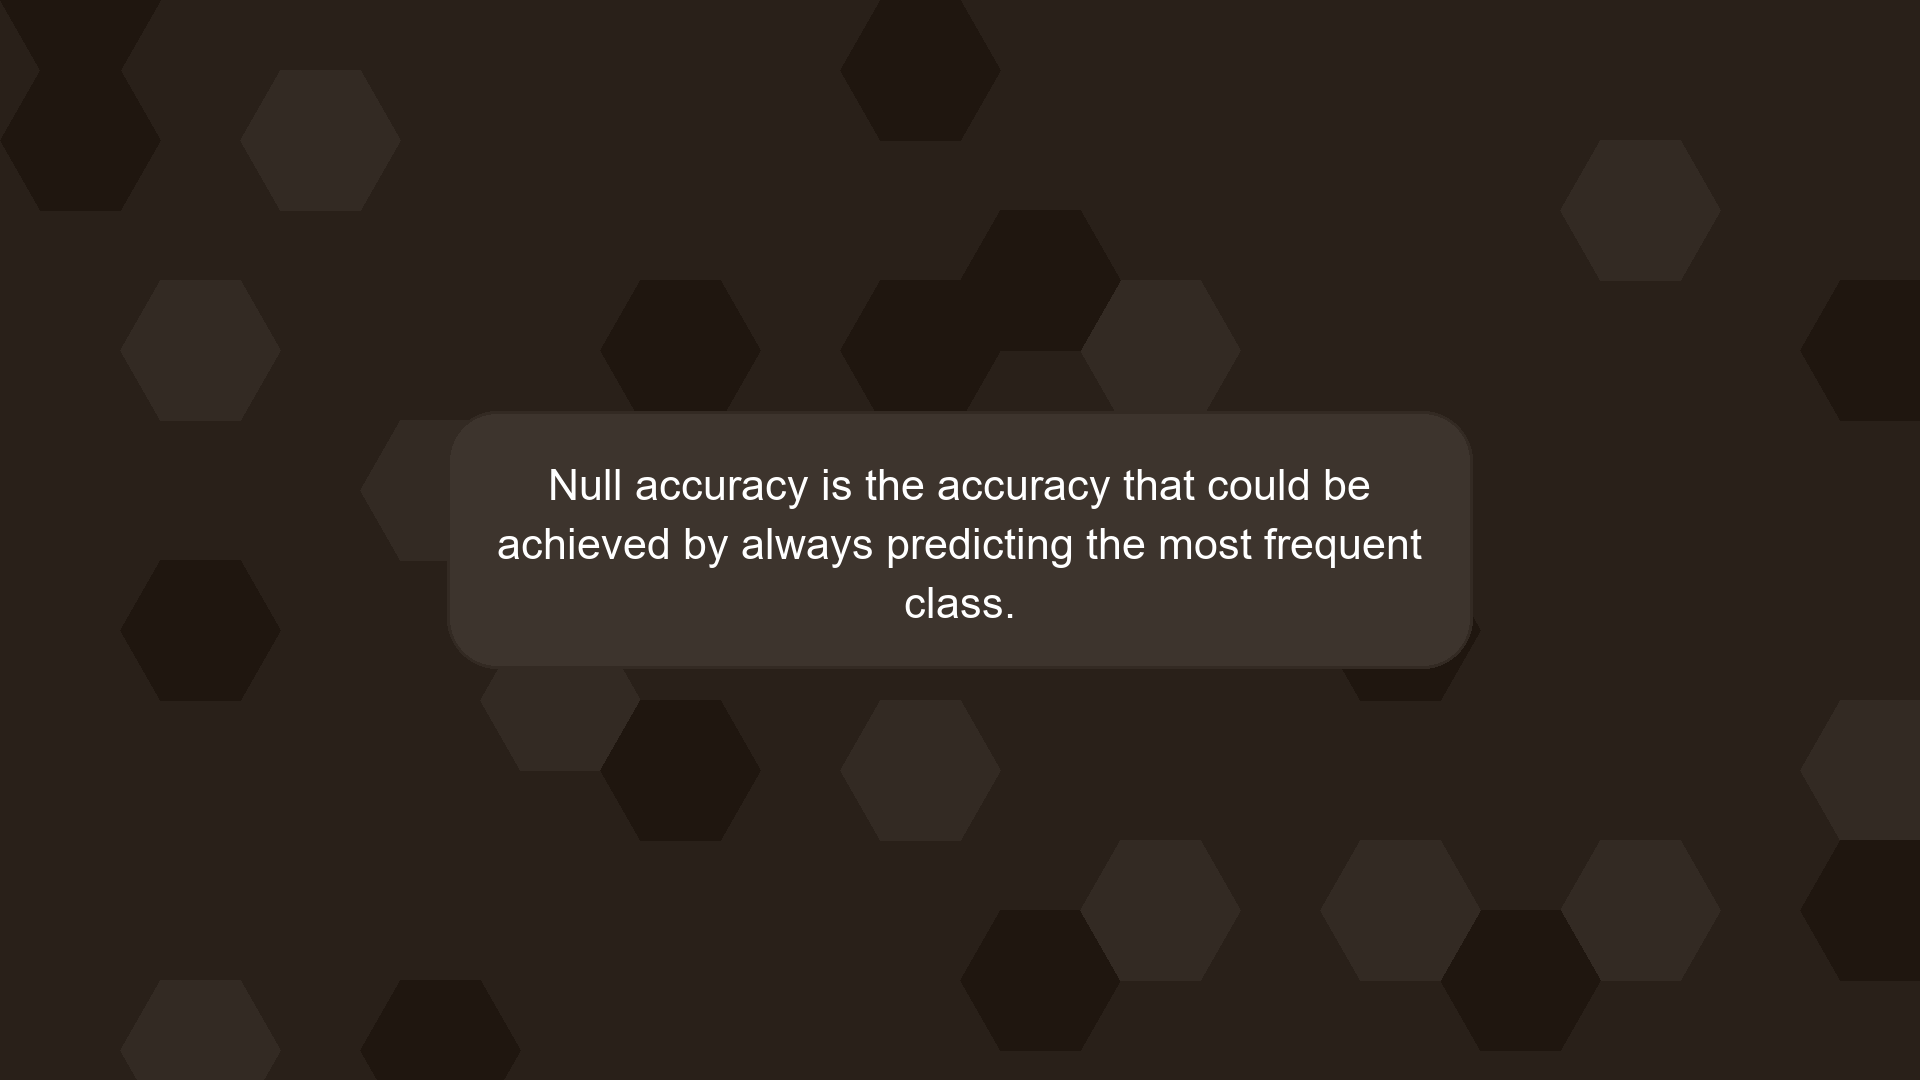 Null accuracy is the accuracy that could be
achieved by always predicting the most frequent
class.